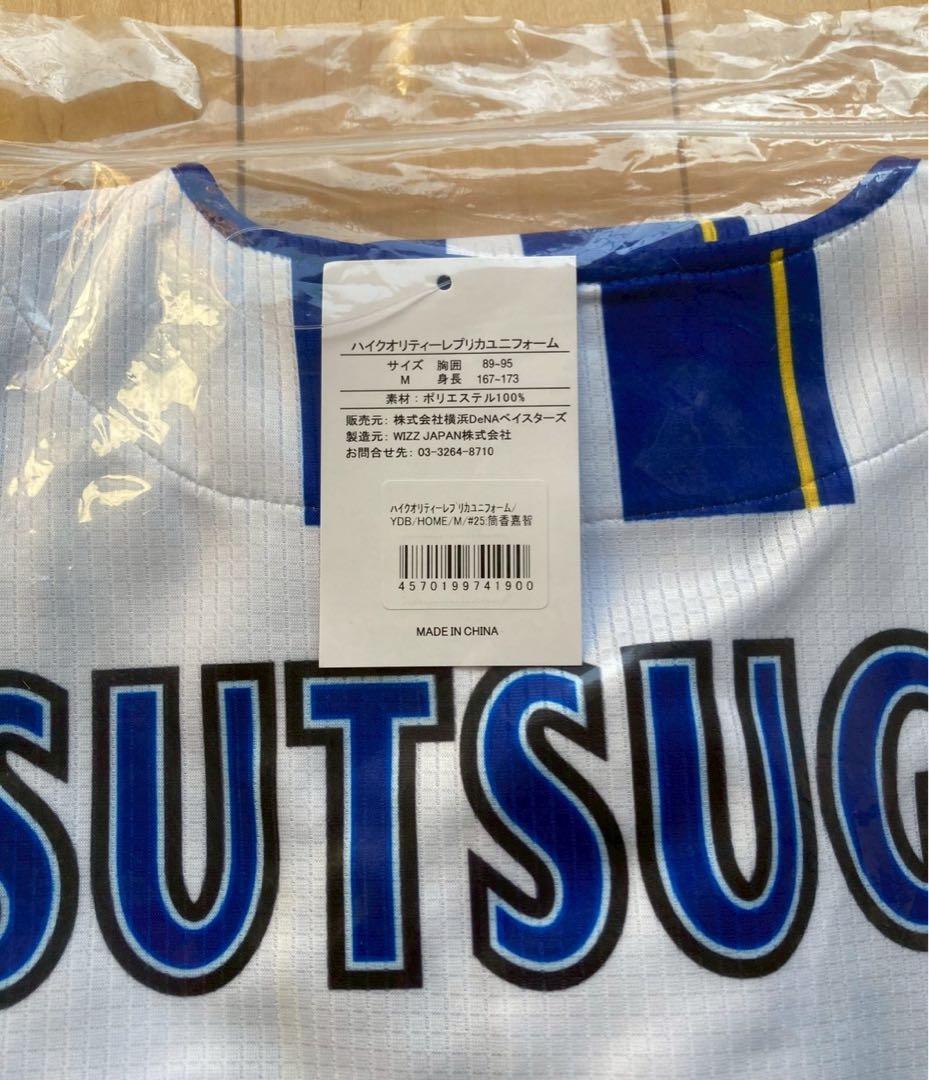 ハイクオリティーレプリカユニフォーム
サイズ 胸囲 89~95
M 身長 167~173
素材：ポリエステル100%
販売元： 株式会社横浜DeNAベイスターズ
製造元： WIZZ JAPAN株式会社
お問合せ先： 03-3264-8710
ﾊｲｸｵﾘﾃｨｰﾚﾌﾟﾘｶﾕﾆﾌｫｰﾑ/
YDB/HOME/M/#25:筒香嘉智
4570199741900
MADE IN CHINA
SUTSUG